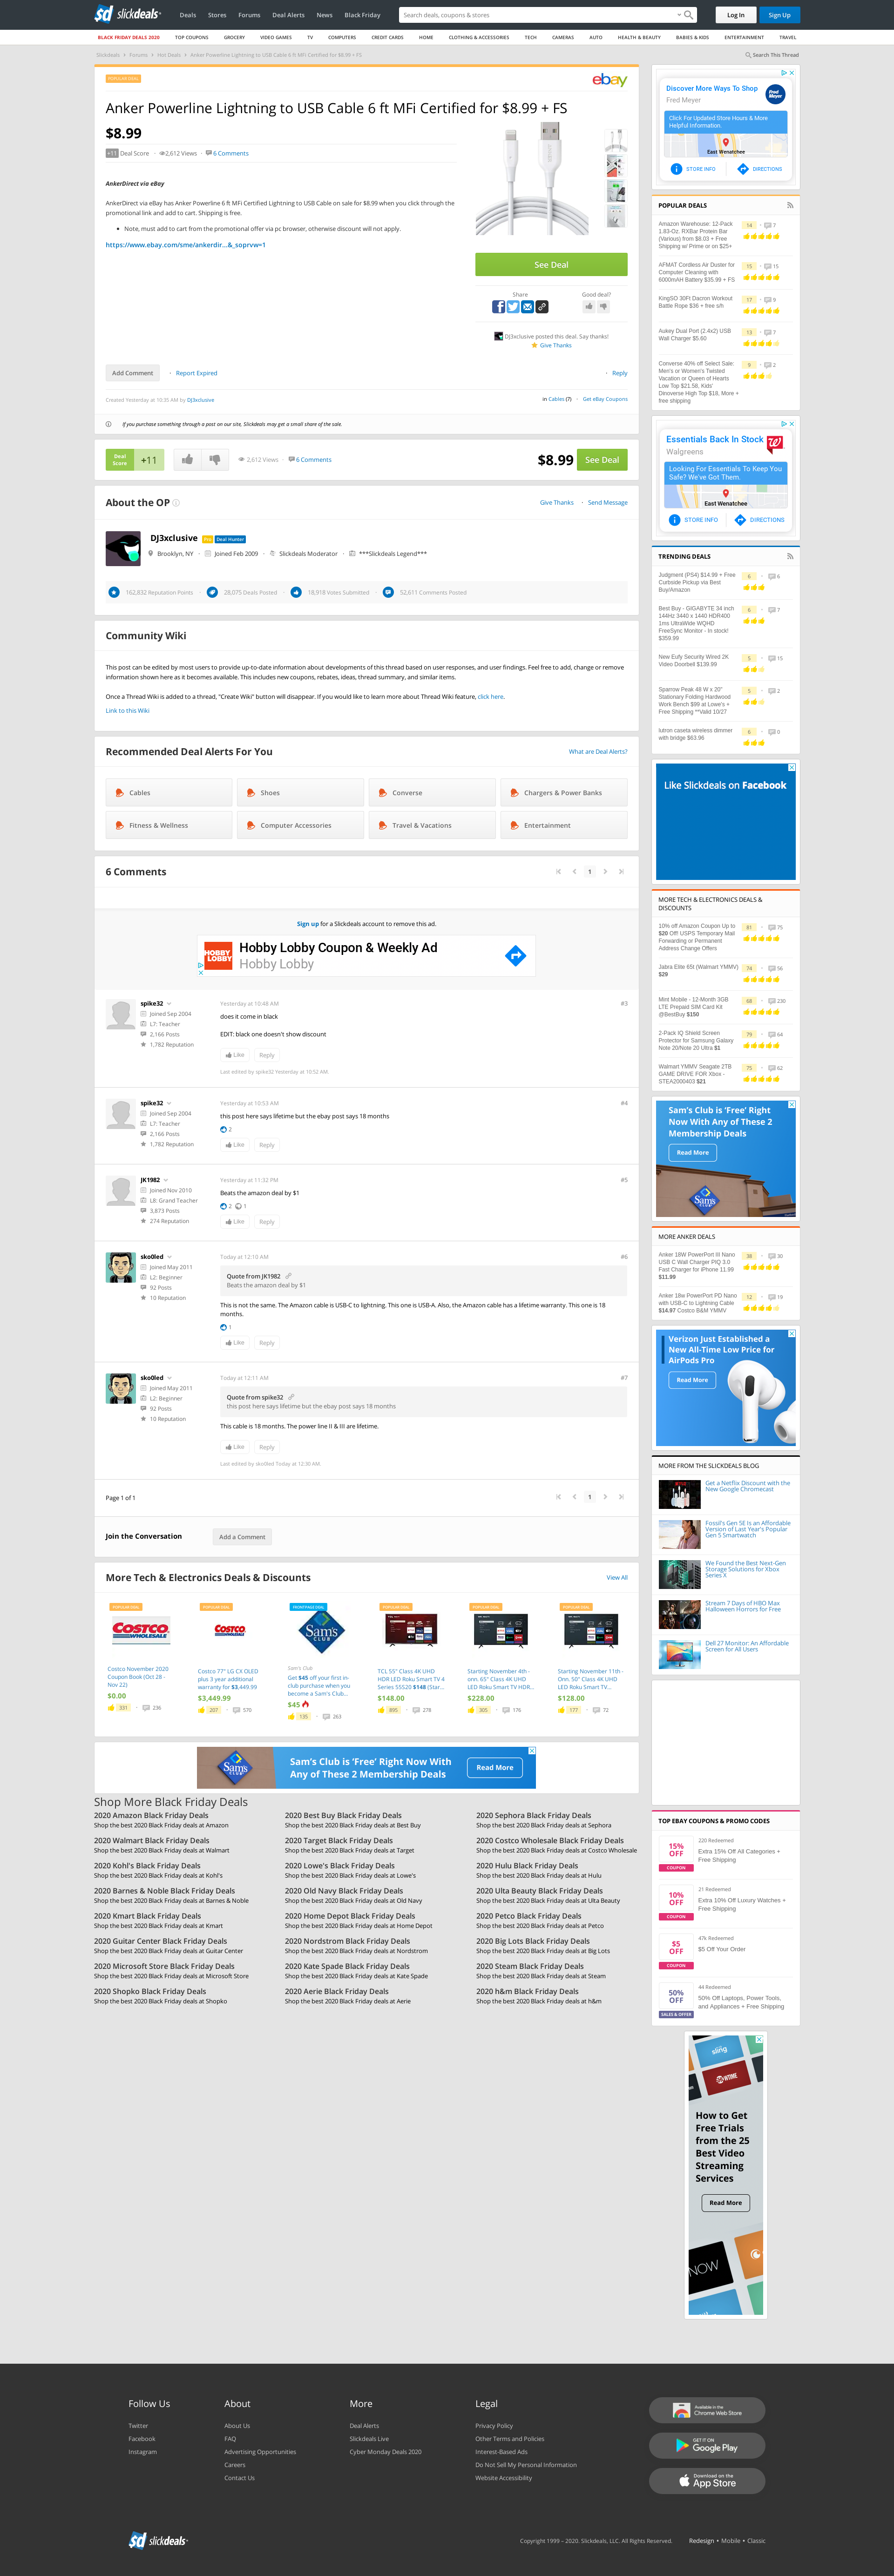 slickdeals
Deals Stores Forums Deal Alerts News Black Friday
Search deals, coupons & stores
Log In Sign Up
BLACK FRIDAY DEALS 2020 TOP COUPONS GROCERY VIDEO GAMES TV COMPUTERS CREDIT CARDS HOME CLOTHING & ACCESSORIES TECH CAMERAS AUTO HEALTH & BEAUTY BABIES & KIDS ENTERTAINMENT TRAVEL
Slickdeals Forums Hot Deals Anker Powerline Lightning to USB Cable 6 ft MFi Certified for $8.99 + FS
Search This Thread
POPULAR DEAL
ebay
Anker Powerline Lightning to USB Cable 6 ft MFi Certified for $8.99 + FS
$8.99
+11 Deal Score 2,612 Views 6 Comments
AnkerDirect via eBay
AnkerDirect via eBay has Anker Powerline 6 ft MFI Certified Lightning to USB Cable on sale for $8.99 when you click through the
promotional link and add to cart. Shipping is free.
Note, must add to cart from the promotional offer via pc browser, otherwise discount will not apply.
https://www.ebay.com/sme/ankerdir...&_soprvw=1
See Deal
Share Good deal?
DJ3xclusive posted this deal. Say thanks!
Give Thanks
Add Comment Report Expired Reply
Created Yesterday at 10:35 AM by DJ3xclusive
in Cables (7) Get eBay Coupons
If you purchase something through a post on our site, Slickdeals may get a small share of the sale.
Deal
Score
+11 2,612 Views 6 Comments $8.99 See Deal
About the OP Give Thanks Send Message
DJ3xclusive Pro Deal Hunter
Brooklyn, NY Joined Feb 2009 Slickdeals Moderator ***Slickdeals Legend***
162,832 Reputation Points 28,075 Deals Posted 18,918 Votes Submitted 52,611 Comments Posted
Community Wiki
This post can be edited by most users to provide up-to-date information about developments of this thread based on user responses, and user findings. Feel free to add, change or remove
information shown here as it becomes available. This includes new coupons, rebates, ideas, thread summary, and similar items.
Once a Thread Wiki is added to a thread, "Create Wiki" button will disappear. If you would like to learn more about Thread Wiki feature, click here.
Link to this Wiki
Recommended Deal Alerts For You What are Deal Alerts?
Cables Shoes Converse Chargers & Power Banks
Fitness & Wellness Computer Accessories Travel & Vacations Entertainment
6 Comments 1
Sign up for a Slickdeals account to remove this ad.
HOBBY LOBBY
Hobby Lobby Coupon & Weekly Ad
Hobby Lobby
spike32
Joined Sep 2004
L7: Teacher
2,166 Posts
1,782 Reputation
Yesterday at 10:48 AM #3
does it come in black
EDIT: black one doesn't show discount
Like Reply
Last edited by spike32 Yesterday at 10:52 AM.
spike32
Joined Sep 2004
L7: Teacher
2,166 Posts
1,782 Reputation
Yesterday at 10:53 AM #4
this post here says lifetime but the ebay post says 18 months
2
Like Reply
JK1982
Joined Nov 2010
L8: Grand Teacher
3,873 Posts
274 Reputation
Yesterday at 11:32 PM #5
Beats the amazon deal by $1
2 1
Like Reply
sko0led
Joined May 2011
L2: Beginner
92 Posts
10 Reputation
Today at 12:10 AM #6
Quote from JK1982
Beats the amazon deal by $1
This is not the same. The Amazon cable is USB-C to lightning. This one is USB-A. Also, the Amazon cable has a lifetime warranty. This one is 18
months.
1
Like Reply
sko0led
Joined May 2011
L2: Beginner
92 Posts
10 Reputation
Today at 12:11 AM #7
Quote from spike32
this post here says lifetime but the ebay post says 18 months
This cable is 18 months. The power line II & III are lifetime.
Like Reply
Last edited by sko0led Today at 12:30 AM.
Page 1 of 1 1
Join the Conversation Add a Comment
More Tech & Electronics Deals & Discounts View All
POPULAR DEAL
COSTCO WHOLESALE
Costco November 2020
Coupon Book (Oct 28 -
Nov 22)
$0.00
331 236
POPULAR DEAL
COSTCO WHOLESALE
Costco 77" LG CX OLED
plus 3 year additional
warranty for $3,449.99
$3,449.99
207 570
FRONTPAGE DEAL
Sam's CLUB
Sam's Club
Get $45 off your first in-
club purchase when you
become a Sam's Club...
$45
135 263
POPULAR DEAL
TCL 55" Class 4K UHD
HDR LED Roku Smart TV 4
Series 55S20 $148 (Star...
$148.00
895 278
POPULAR DEAL
Starting November 4th -
onn. 65" Class 4K UHD
LED Roku Smart TV HDR...
$228.00
305 176
POPULAR DEAL
Starting November 11th -
Onn. 50" Class 4K UHD
LED Roku Smart TV...
$128.00
177 72
Sam's CLUB
Sam's Club is 'Free' Right Now With
Any of These 2 Membership Deals
Read More
Shop More Black Friday Deals
2020 Amazon Black Friday Deals
Shop the best 2020 Black Friday deals at Amazon
2020 Best Buy Black Friday Deals
Shop the best 2020 Black Friday deals at Best Buy
2020 Sephora Black Friday Deals
Shop the best 2020 Black Friday deals at Sephora
2020 Walmart Black Friday Deals
Shop the best 2020 Black Friday deals at Walmart
2020 Target Black Friday Deals
Shop the best 2020 Black Friday deals at Target
2020 Costco Wholesale Black Friday Deals
Shop the best 2020 Black Friday deals at Costco Wholesale
2020 Kohl's Black Friday Deals
Shop the best 2020 Black Friday deals at Kohl's
2020 Lowe's Black Friday Deals
Shop the best 2020 Black Friday deals at Lowe's
2020 Hulu Black Friday Deals
Shop the best 2020 Black Friday deals at Hulu
2020 Barnes & Noble Black Friday Deals
Shop the best 2020 Black Friday deals at Barnes & Noble
2020 Old Navy Black Friday Deals
Shop the best 2020 Black Friday deals at Old Navy
2020 Ulta Beauty Black Friday Deals
Shop the best 2020 Black Friday deals at Ulta Beauty
2020 Kmart Black Friday Deals
Shop the best 2020 Black Friday deals at Kmart
2020 Home Depot Black Friday Deals
Shop the best 2020 Black Friday deals at Home Depot
2020 Petco Black Friday Deals
Shop the best 2020 Black Friday deals at Petco
2020 Guitar Center Black Friday Deals
Shop the best 2020 Black Friday deals at Guitar Center
2020 Nordstrom Black Friday Deals
Shop the best 2020 Black Friday deals at Nordstrom
2020 Big Lots Black Friday Deals
Shop the best 2020 Black Friday deals at Big Lots
2020 Microsoft Store Black Friday Deals
Shop the best 2020 Black Friday deals at Microsoft Store
2020 Kate Spade Black Friday Deals
Shop the best 2020 Black Friday deals at Kate Spade
2020 Steam Black Friday Deals
Shop the best 2020 Black Friday deals at Steam
2020 Shopko Black Friday Deals
Shop the best 2020 Black Friday deals at Shopko
2020 Aerie Black Friday Deals
Shop the best 2020 Black Friday deals at Aerie
2020 h&m Black Friday Deals
Shop the best 2020 Black Friday deals at h&m
Discover More Ways To Shop
Fred Meyer
Click For Updated Store Hours & More
Helpful Information.
East Wenatchee
STORE INFO DIRECTIONS
POPULAR DEALS
Amazon Warehouse: 12-Pack
1.83-Oz. RXBar Protein Bar
(Various) from $8.03 + Free
Shipping w/ Prime or on $25+
14 7
AFMAT Cordless Air Duster for
Computer Cleaning with
6000mAH Battery $35.99 + FS
15 15
KingSO 30Ft Dacron Workout
Battle Rope $36 + free s/h
17 9
Aukey Dual Port (2.4x2) USB
Wall Charger $5.60
13 7
Converse 40% off Select Sale:
Men's or Women's Twisted
Vacation or Queen of Hearts
Low Top $21.58, Kids'
Dinoverse High Top $18, More +
free shipping
9 2
Essentials Back In Stock
Walgreens
Looking For Essentials To Keep You
Safe? We've Got Them.
East Wenatchee
STORE INFO DIRECTIONS
TRENDING DEALS
Judgment (PS4) $14.99 + Free
Curbside Pickup via Best
Buy/Amazon
6 6
Best Buy - GIGABYTE 34 inch
144Hz 3440 x 1440 HDR400
1ms UltraWide WQHD
FreeSync Monitor - In stock!
$359.99
6 7
New Eufy Security Wired 2K
Video Doorbell $139.99
5 15
Sparrow Peak 48 W x 20"
Stationary Folding Hardwood
Work Bench $99 at Lowe's +
Free Shipping **Valid 10/27
5 2
lutron caseta wireless dimmer
with bridge $63.96
6 0
Like Slickdeals on Facebook
MORE TECH & ELECTRONICS DEALS &
DISCOUNTS
10% off Amazon Coupon Up to
$20 Off! USPS Temporary Mail
Forwarding or Permanent
Address Change Offers
81 75
Jabra Elite 65t (Walmart YMMV)
$29
74 56
Mint Mobile - 12-Month 3GB
LTE Prepaid SIM Card Kit
@BestBuy $150
68 230
2-Pack IQ Shield Screen
Protector for Samsung Galaxy
Note 20/Note 20 Ultra $1
79 64
Walmart YMMV Seagate 2TB
GAME DRIVE FOR Xbox -
STEA2000403 $21
75 62
Sam's Club is 'Free' Right
Now With Any of These 2
Membership Deals
Read More
Sam's CLUB
MORE ANKER DEALS
Anker 18W PowerPort III Nano
USB C Wall Charger PIQ 3.0
Fast Charger for iPhone 11.99
$11.99
38 30
Anker 18w PowerPort PD Nano
with USB-C to Lightning Cable
$14.97 Costco B&M YMMV
12 19
Verizon Just Established a
New All-Time Low Price for
AirPods Pro
Read More
MORE FROM THE SLICKDEALS BLOG
Get a Netflix Discount with the
New Google Chromecast
Fossil's Gen 5E Is an Affordable
Version of Last Year's Popular
Gen 5 Smartwatch
We Found the Best Next-Gen
Storage Solutions for Xbox
Series X
Stream 7 Days of HBO Max
Halloween Horrors for Free
Dell 27 Monitor: An Affordable
Screen for All Users
TOP EBAY COUPONS & PROMO CODES
15%
OFF
COUPON
220 Redeemed
Extra 15% Off All Categories +
Free Shipping
10%
OFF
COUPON
21 Redeemed
Extra 10% Off Luxury Watches +
Free Shipping
$5
OFF
COUPON
47k Redeemed
$5 Off Your Order
50%
OFF
SALES & OFFER
44 Redeemed
50% Off Laptops, Power Tools,
and Appliances + Free Shipping
sling
SHOWTIME
How to Get
Free Trials
from the 25
Best Video
Streaming
Services
Read More
NOW
Follow Us
Twitter
Facebook
Instagram
About
About Us
FAQ
Advertising Opportunities
Careers
Contact Us
More
Deal Alerts
Slickdeals Live
Cyber Monday Deals 2020
Legal
Privacy Policy
Other Terms and Policies
Interest-Based Ads
Do Not Sell My Personal Information
Website Accessibility
Available in the
Chrome Web Store
GET IT ON
Google Play
Download on the
App Store
slickdeals
Copyright 1999 - 2020. Slickdeals, LLC. All Rights Reserved. Redesign • Mobile • Classic